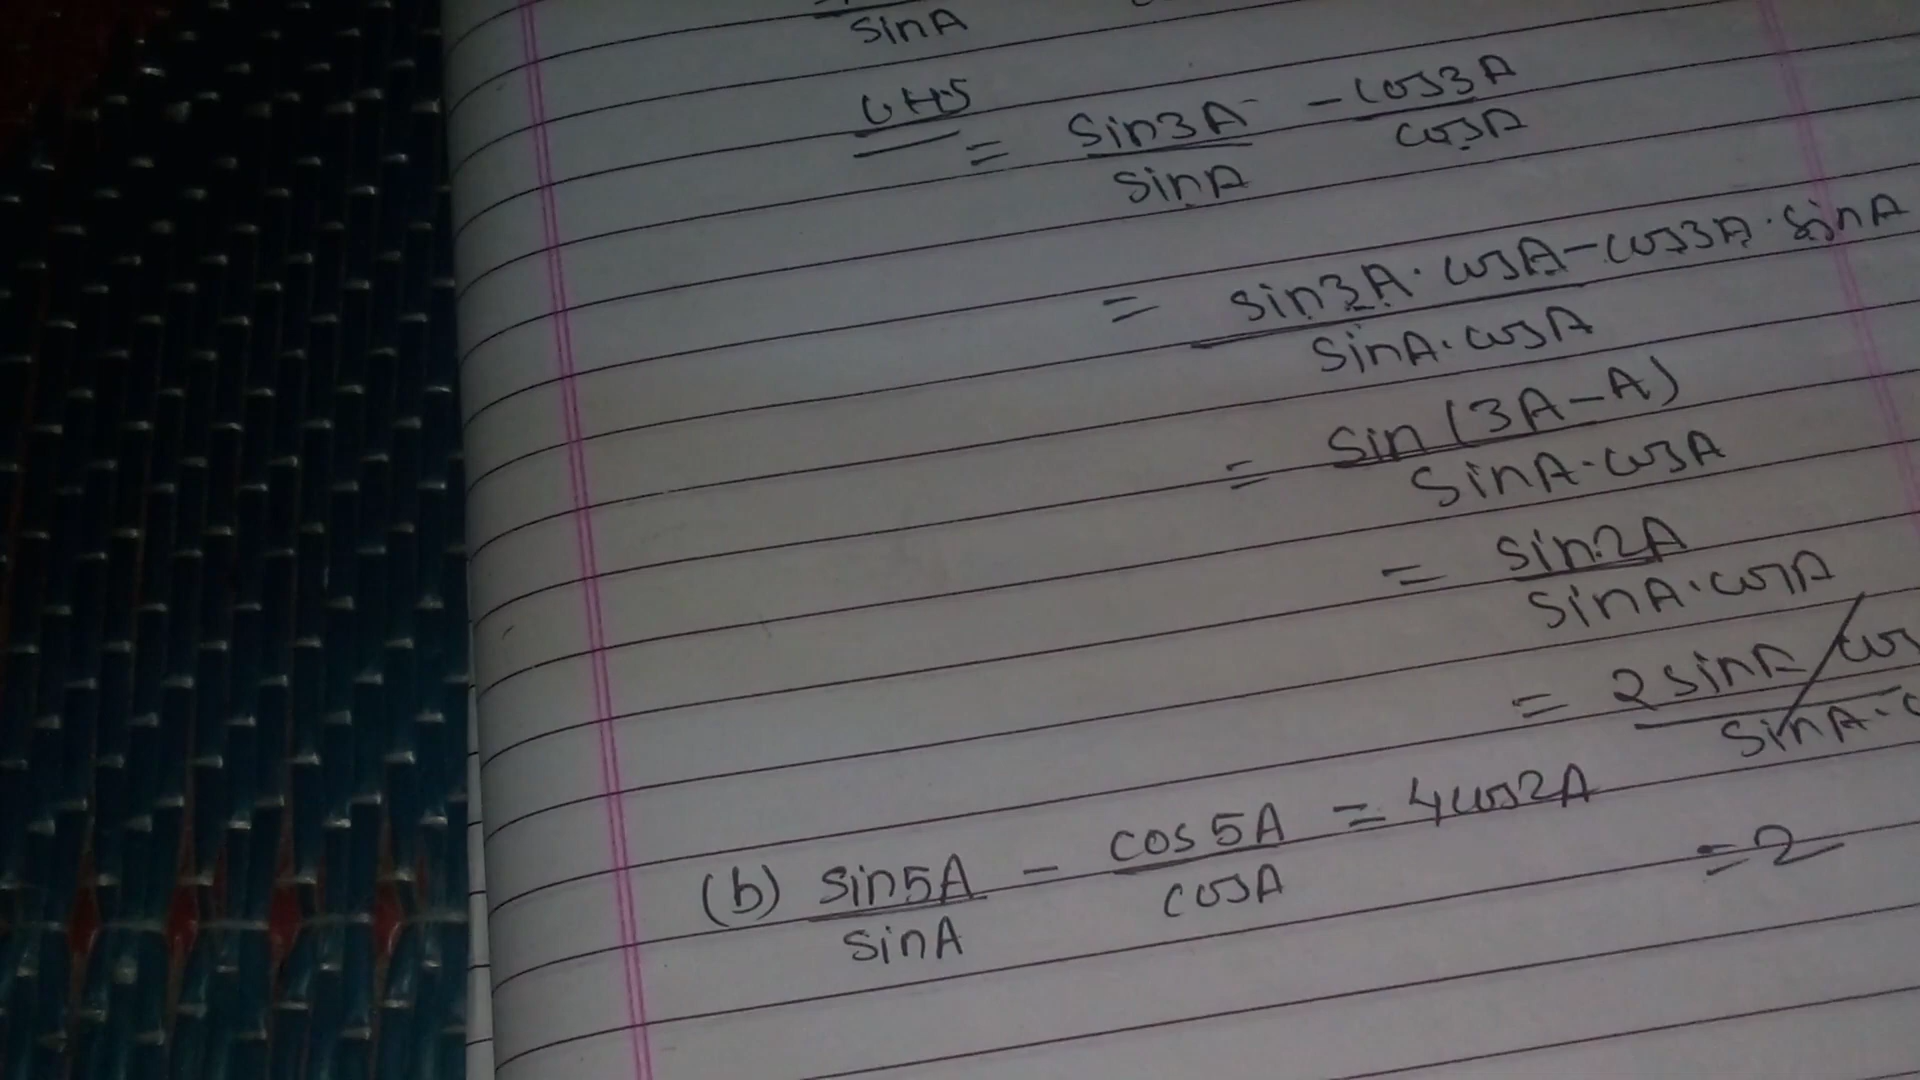 sinA
LHS
= sin3A/sinA - cos3A/cosA
= sin3A·cosA-cos3A·sinA/sinA·cosA
= sin(3A-A)/sinA·cosA
= sin2A/sinA·cosA
= 2sinA cos/sinA·
(b) sin5A/sinA - cos5A/cosA = 4cos2A
=2